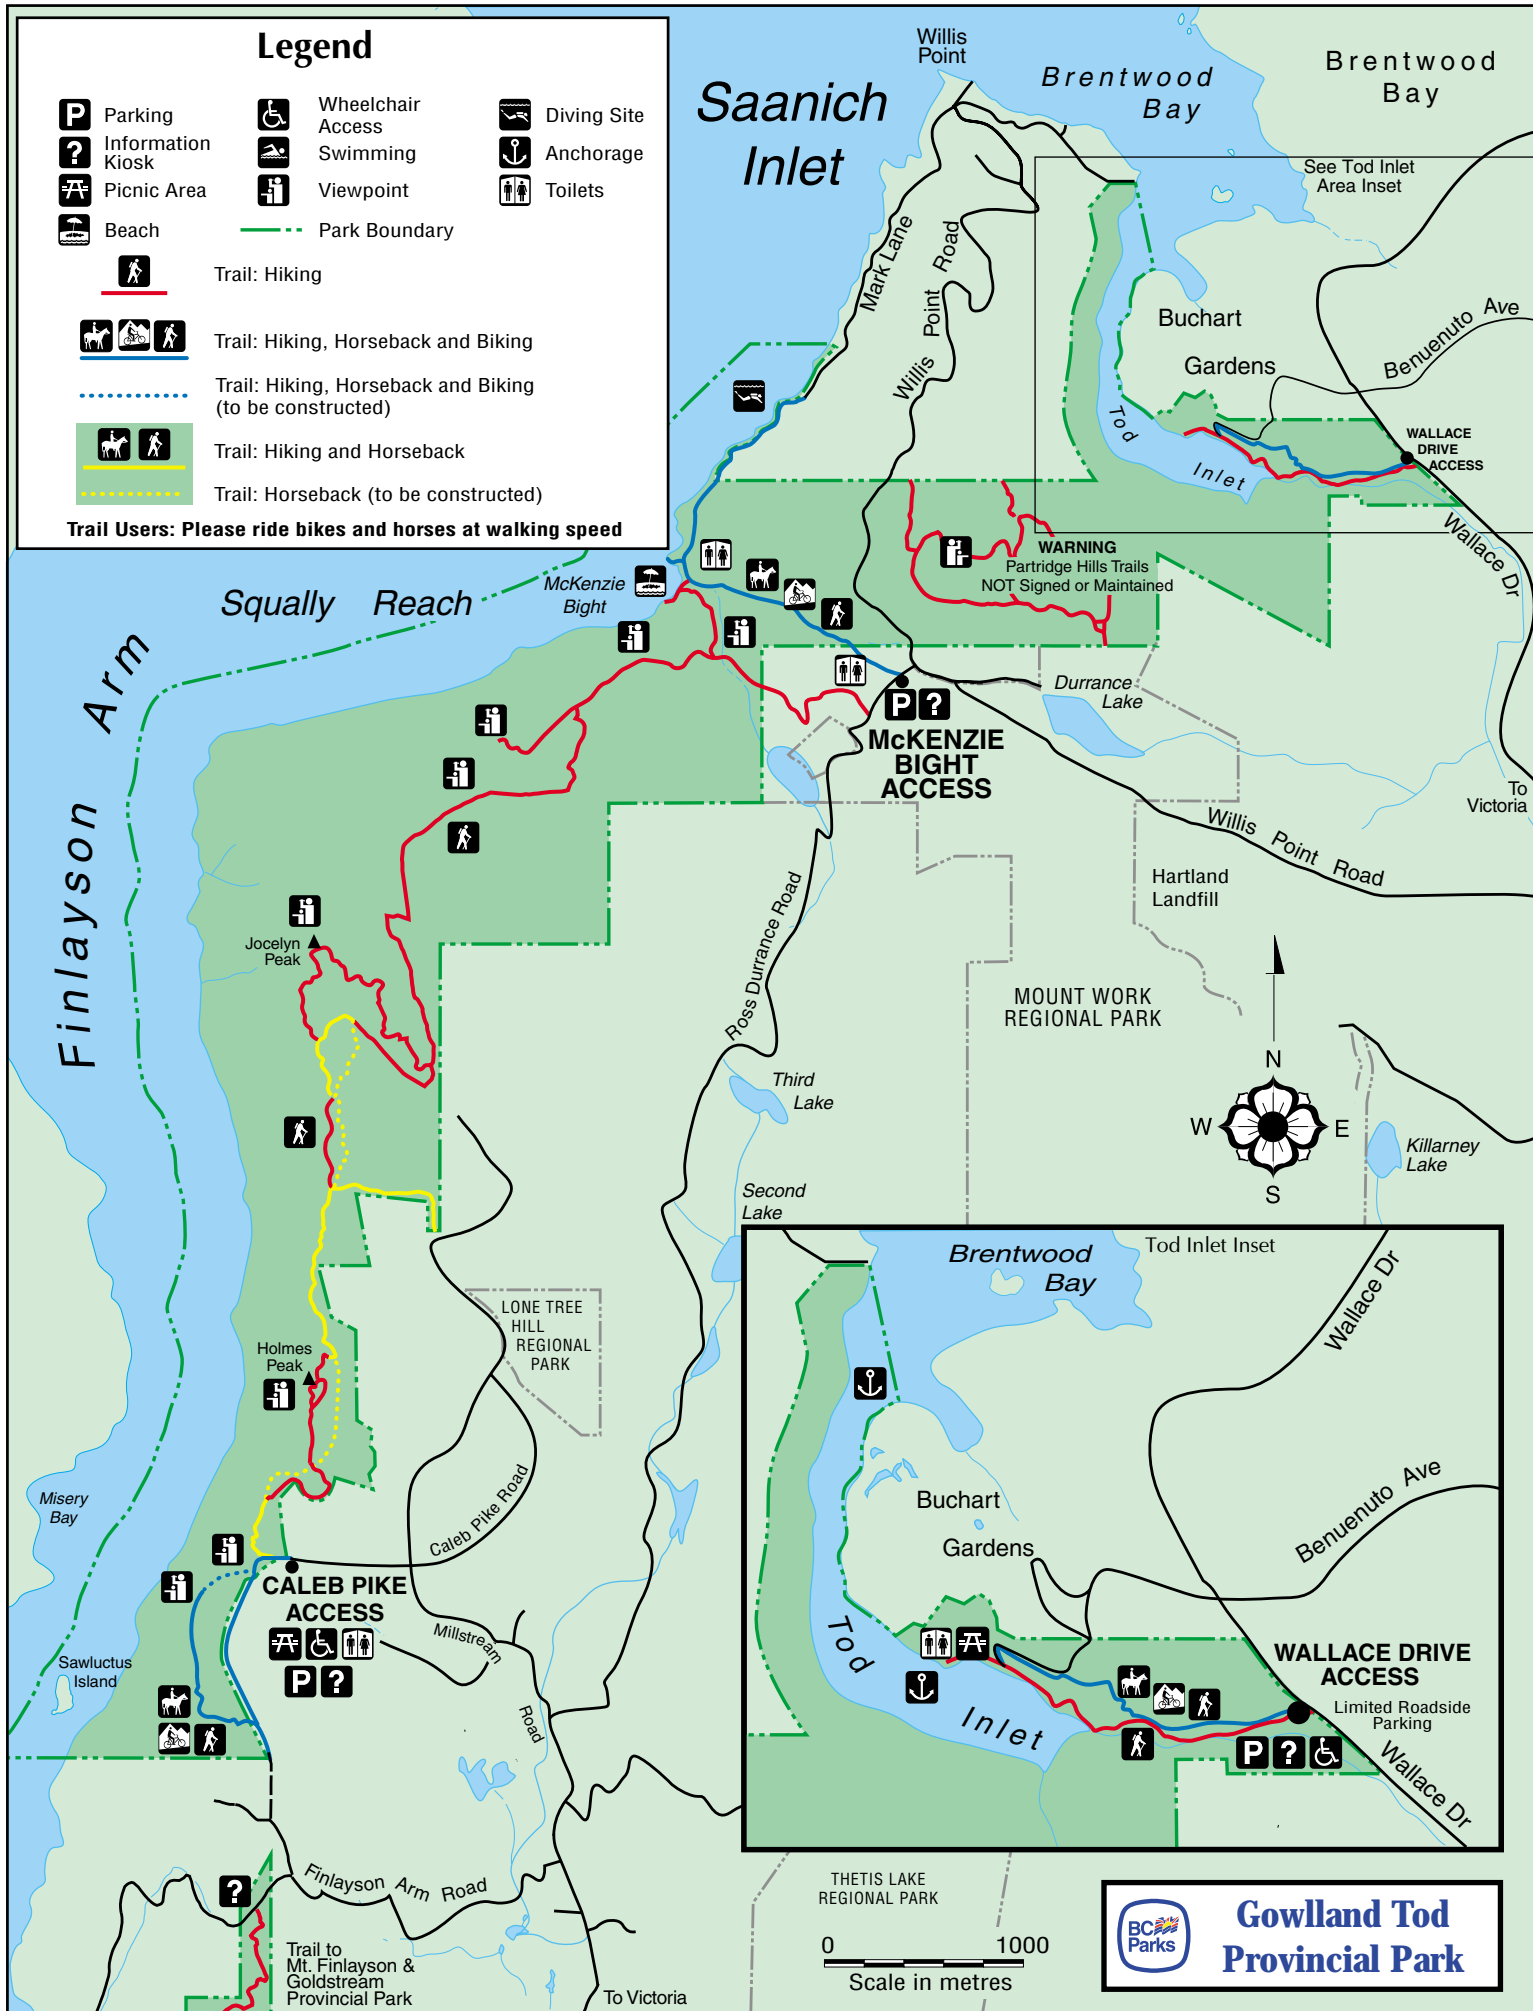 Legend
Parking
Wheelchair
Access
Diving Site
Information
Kiosk
Swimming
Anchorage
Picnic Area
Viewpoint
Toilets
Beach
Park Boundary
Trail: Hiking
Trail: Hiking, Horseback and Biking
Trail: Hiking, Horseback and Biking
(to be constructed)
Trail: Hiking and Horseback
Trail: Horseback (to be constructed)
Trail Users: Please ride bikes and horses at walking speed
Willis
Point
Saanich
Inlet
Brentwood
Bay
Brentwood
Bay
See Tod Inlet
Area Inset
Mark Lane
Willis Point Road
Buchart
Gardens
Benuenuto Ave
Tod
Inlet
WALLACE
DRIVE
ACCESS
Wallace Dr
WARNING
Partridge Hills Trails
NOT Signed or Maintained
McKenzie
Bight
Squally Reach
Finlayson Arm
P ?
McKENZIE
BIGHT
ACCESS
Durrance
Lake
To
Victoria
Willis Point Road
Hartland
Landfill
Ross Durrance Road
Jocelyn
Peak
MOUNT WORK
REGIONAL PARK
N
W E
S
Third
Lake
Killarney
Lake
Second
Lake
LONE TREE
HILL
REGIONAL
PARK
Holmes
Peak
Misery
Bay
Caleb Pike Road
CALEB PIKE
ACCESS
P ?
Millstream
Road
Sawluctus
Island
Finlayson Arm Road
?
Trail to
Mt. Finlayson &
Goldstream
Provincial Park
To Victoria
Tod Inlet Inset
Brentwood
Bay
Wallace Dr
Buchart
Gardens
Benuenuto Ave
Tod
Inlet
WALLACE DRIVE
ACCESS
Limited Roadside
Parking
P ?
Wallace Dr
THETIS LAKE
REGIONAL PARK
0 1000
Scale in metres
BC
Parks
Gowlland Tod
Provincial Park